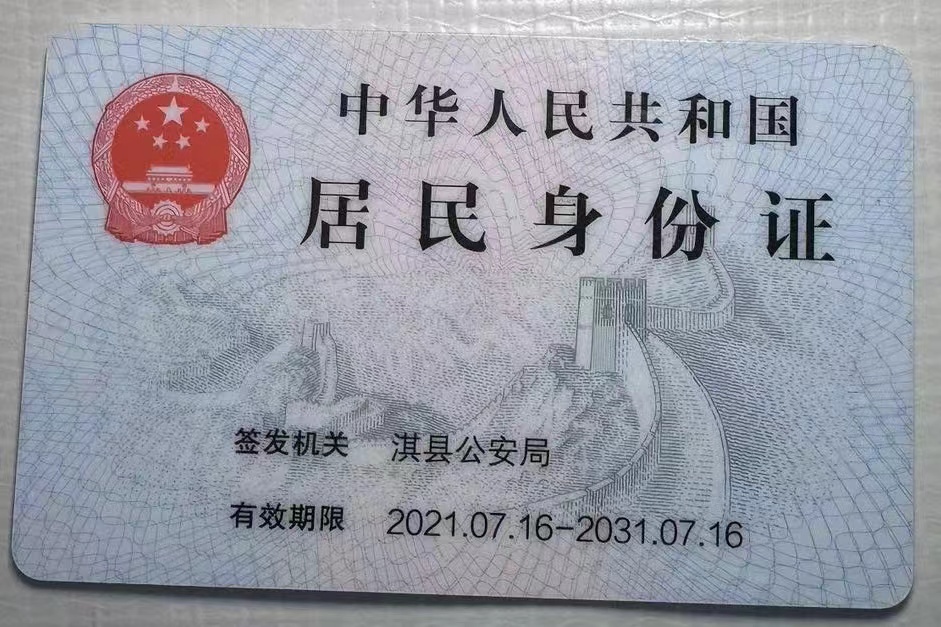 中华人民共和国
居民身份证
签发机关 淇县公安局
有效期限 2021.07.16-2031.07.16